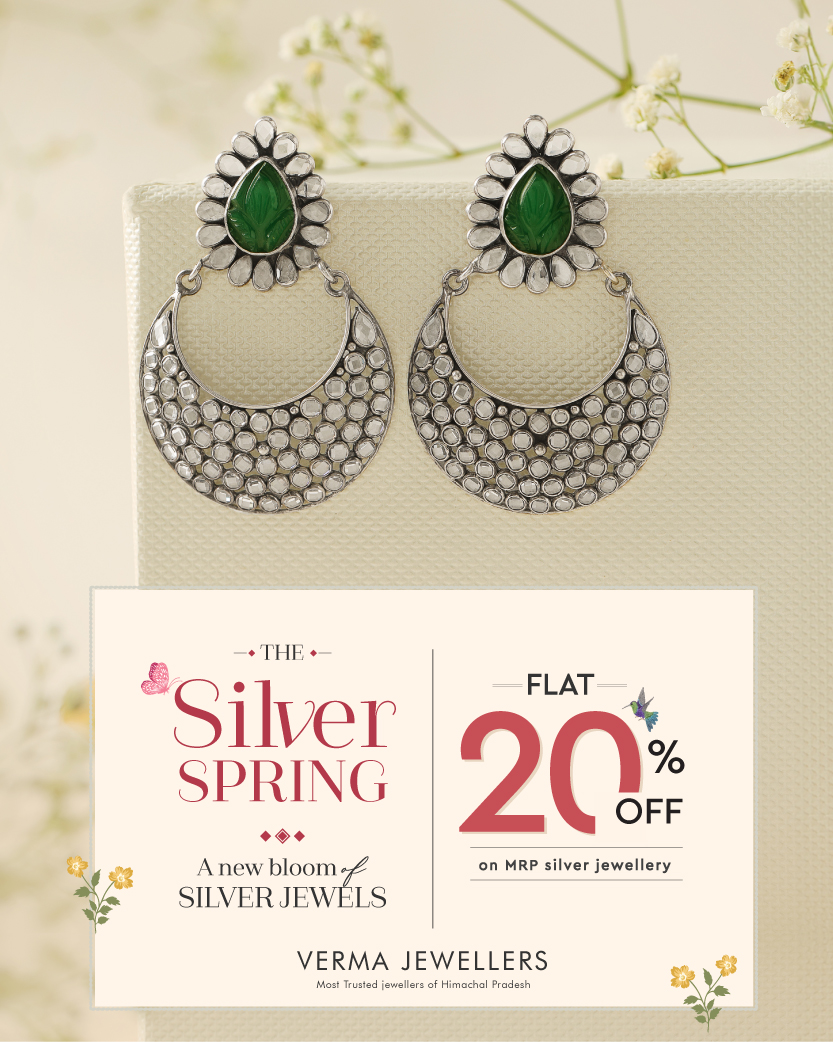 THE
Silver
SPRING
A new bloom of
SILVER JEWELS
FLAT
20%
OFF
on MRP silver jewellery
VERMA JEWELLERS
Most Trusted jewellers of Himachal Pradesh